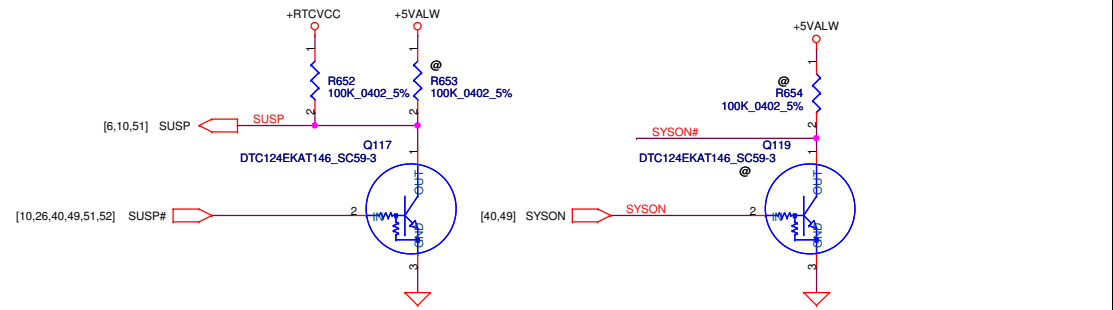 +RTCVCC
+5VALW
1
1
@
R652
100K_0402_5%
R653
100K_0402_5%
2
2
[6,10,51] SUSP
SUSP
Q117
1
DTC124EKAT146_SC59-3
OUT
[10,26,40,49,51,52] SUSP#
2
IN
GND
3
+5VALW
1
@
R654
100K_0402_5%
2
SYSON#
Q119
1
DTC124EKAT146_SC59-3
@
OUT
[40,49] SYSON
SYSON
2
IN
GND
3